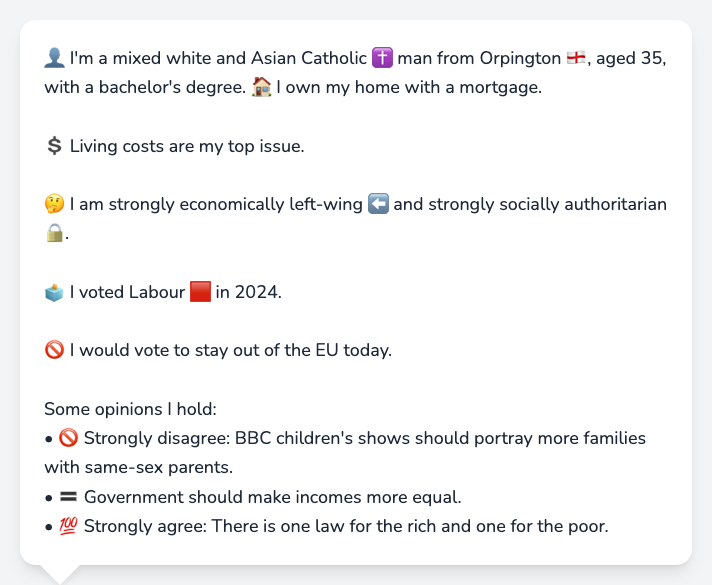 👤 I'm a mixed white and Asian Catholic ✝️ man from Orpington 🏴󠁧󠁢󠁥󠁮󠁧󠁿, aged 35,
with a bachelor's degree. 🏠 I own my home with a mortgage.
💲 Living costs are my top issue.
🤔 I am strongly economically left-wing ⬅️ and strongly socially authoritarian
🔒.
🗳️ I voted Labour 🟥 in 2024.
🚫 I would vote to stay out of the EU today.
Some opinions I hold:
• 🚫 Strongly disagree: BBC children's shows should portray more families
with same-sex parents.
• 🟰 Government should make incomes more equal.
• 💯 Strongly agree: There is one law for the rich and one for the poor.